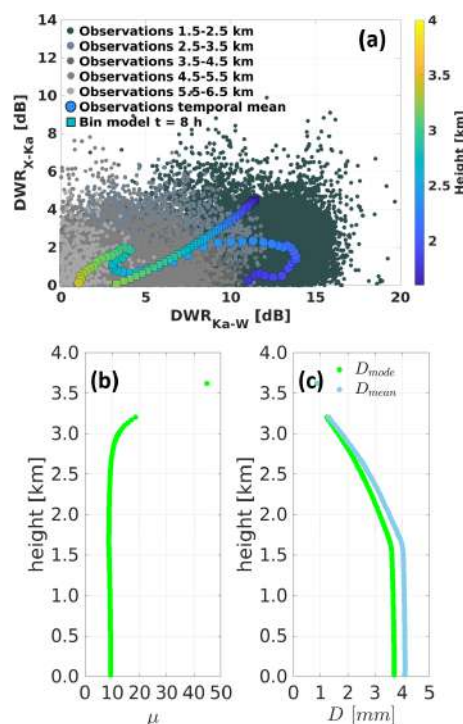 (a)
14
12
10
8
6
4
2
0
DWR_X-Ka [dB]
Observations 1.5-2.5 km
Observations 2.5-3.5 km
Observations 3.5-4.5 km
Observations 4.5-5.5 km
Observations 5.5-6.5 km
Observations temporal mean
Bin model t = 8 h
0 5 10 15 20
DWR_Ka-W [dB]
4
3.5
3
2.5
2
Height [km]
(b)
4.0
3.5
3.0
2.5
2.0
1.5
1.0
0.5
0.0
height [km]
0 10 20 30 40 50
μ
(c)
D_mode
D_mean
4.0
3.5
3.0
2.5
2.0
1.5
1.0
0.5
0.0
height [km]
0 1 2 3 4 5
D [mm]